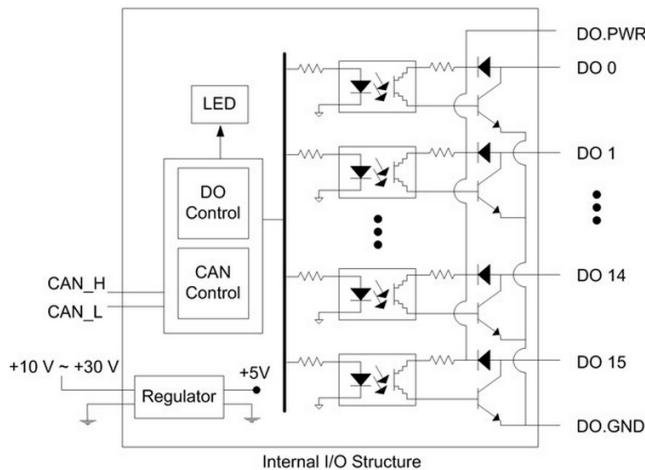 DO.PWR
DO 0
LED
DO 1
DO
Control
CAN
Control
CAN_H
CAN_L
DO 14
+10 V ~ +30 V
+5V
Regulator
DO 15
DO.GND
Internal I/O Structure